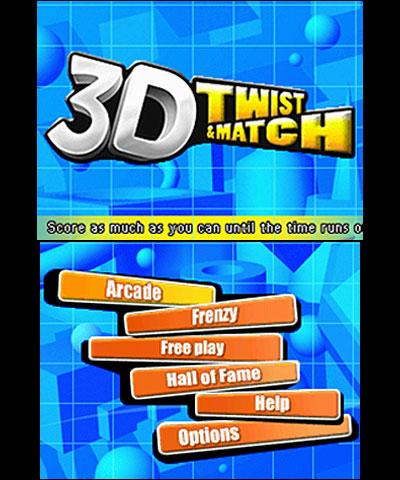 3D TWIST
& MATCH
Score as much as you can until the time runs o
Arcade
Frenzy
Free play
Hall of Fame
Help
Options